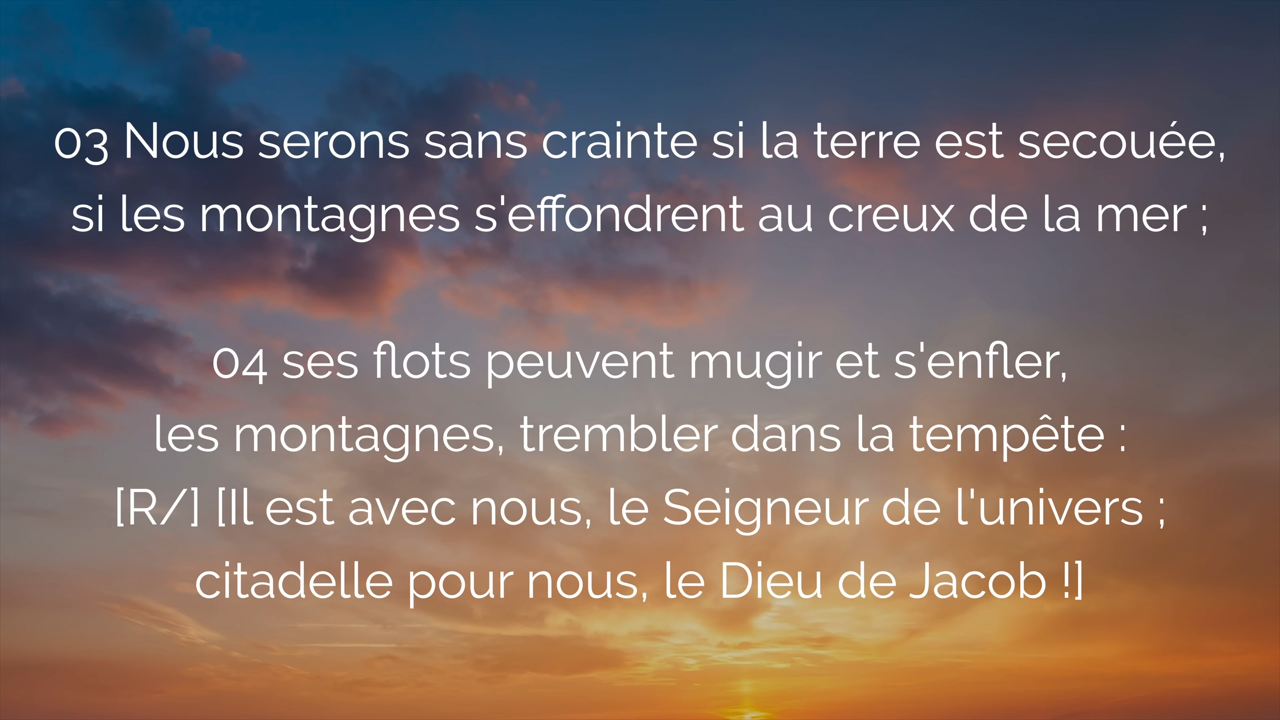 03 Nous serons sans crainte si la terre est secouée,
si les montagnes s'effondrent au creux de la mer ;
04 ses flots peuvent mugir et s'enfler,
les montagnes, trembler dans la tempête :
[R/] [Il est avec nous, le Seigneur de l'univers ;
citadelle pour nous, le Dieu de Jacob !]